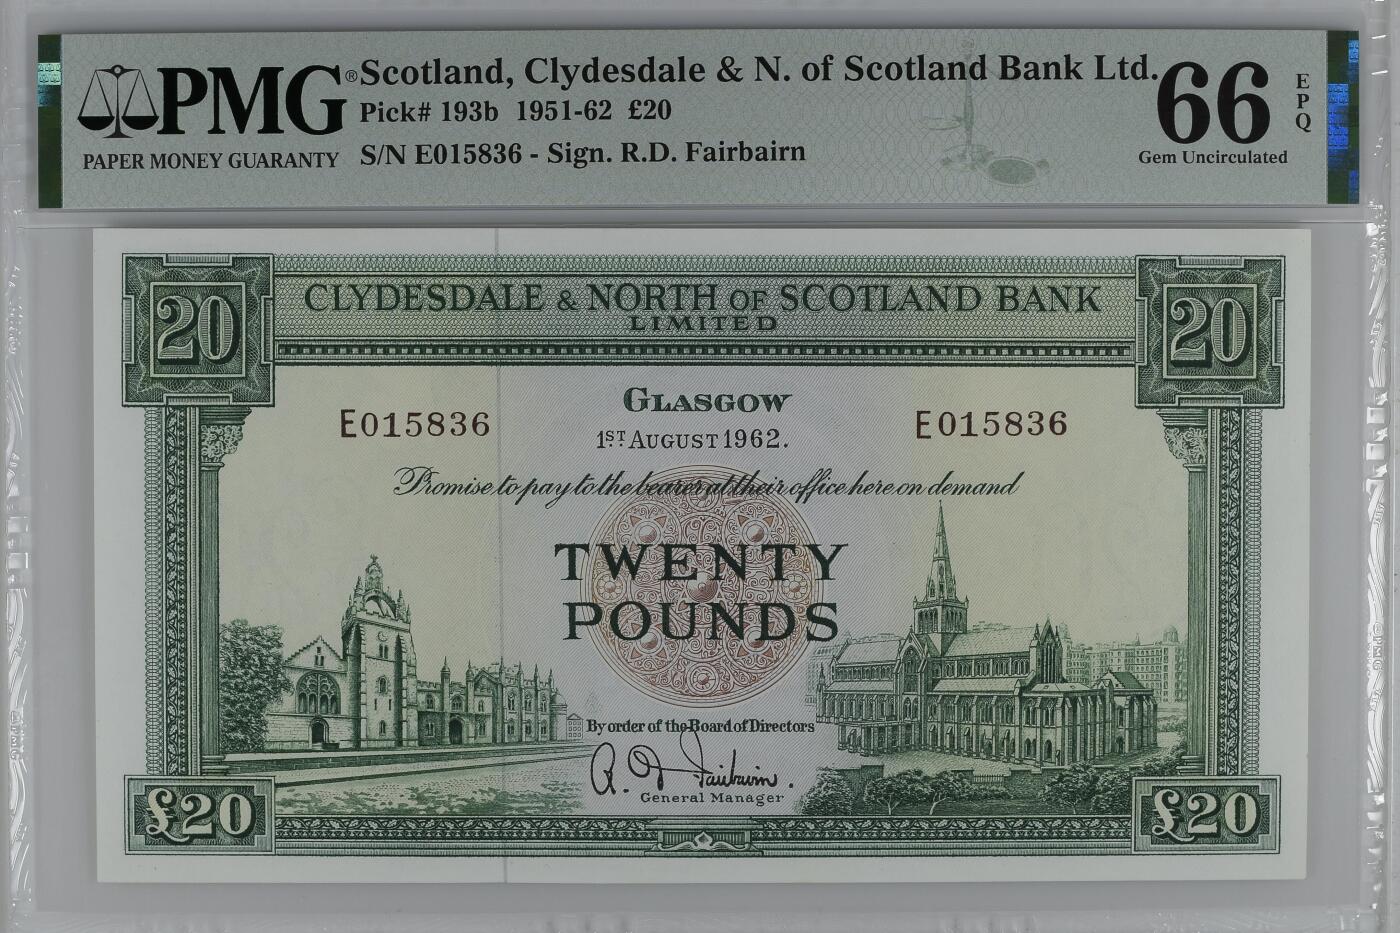 PMG® Scotland, Clydesdale & N. of Scotland Bank Ltd.
Pick# 193b 1951-62 £20
PAPER MONEY GUARANTY
S/N E015836 - Sign. R.D. Fairbairn
66 EPQ
Gem Uncirculated
20 20
CLYDESDALE & NORTH OF SCOTLAND BANK
LIMITED
GLASGOW
E015836 E015836
1ST. AUGUST 1962.
Promise to pay to the bearer at their office here on demand
TWENTY
POUNDS
By order of the Board of Directors
R. D. Fairbairn.
General Manager
£20 £20